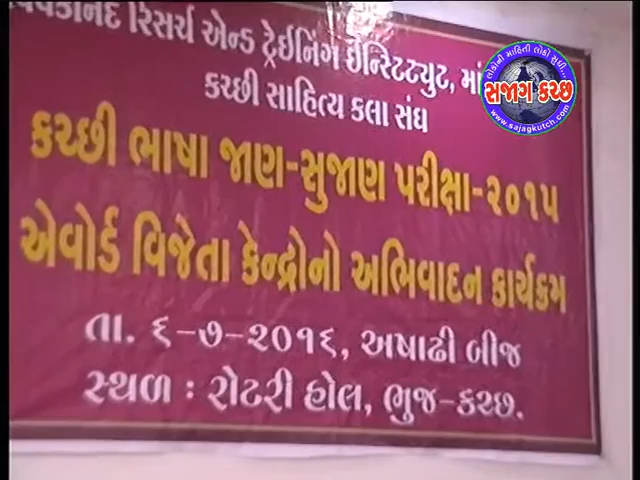 રિસર્ચ એન્ડ ટ્રેઈનિંગ ઈન્સ્ટિટ્યુટ,
કચ્છી સાહિત્ય કલા સંઘ
કચ્છી ભાષા જાણ-સુજાણ પરીક્ષા-૨૦૧૫
એવોર્ડ વિજેતા કેન્દ્રોનો અભિવાદન કાર્યક્રમ
તા. ૬-૭-૨૦૧૬, અષાઢી બીજ
સ્થળ : રોટરી હોલ, ભુજ-કચ્છ.
લોકોની માહિતી લોકો સુધી...
સજાગ કચ્છ
www.sajagkutch.com